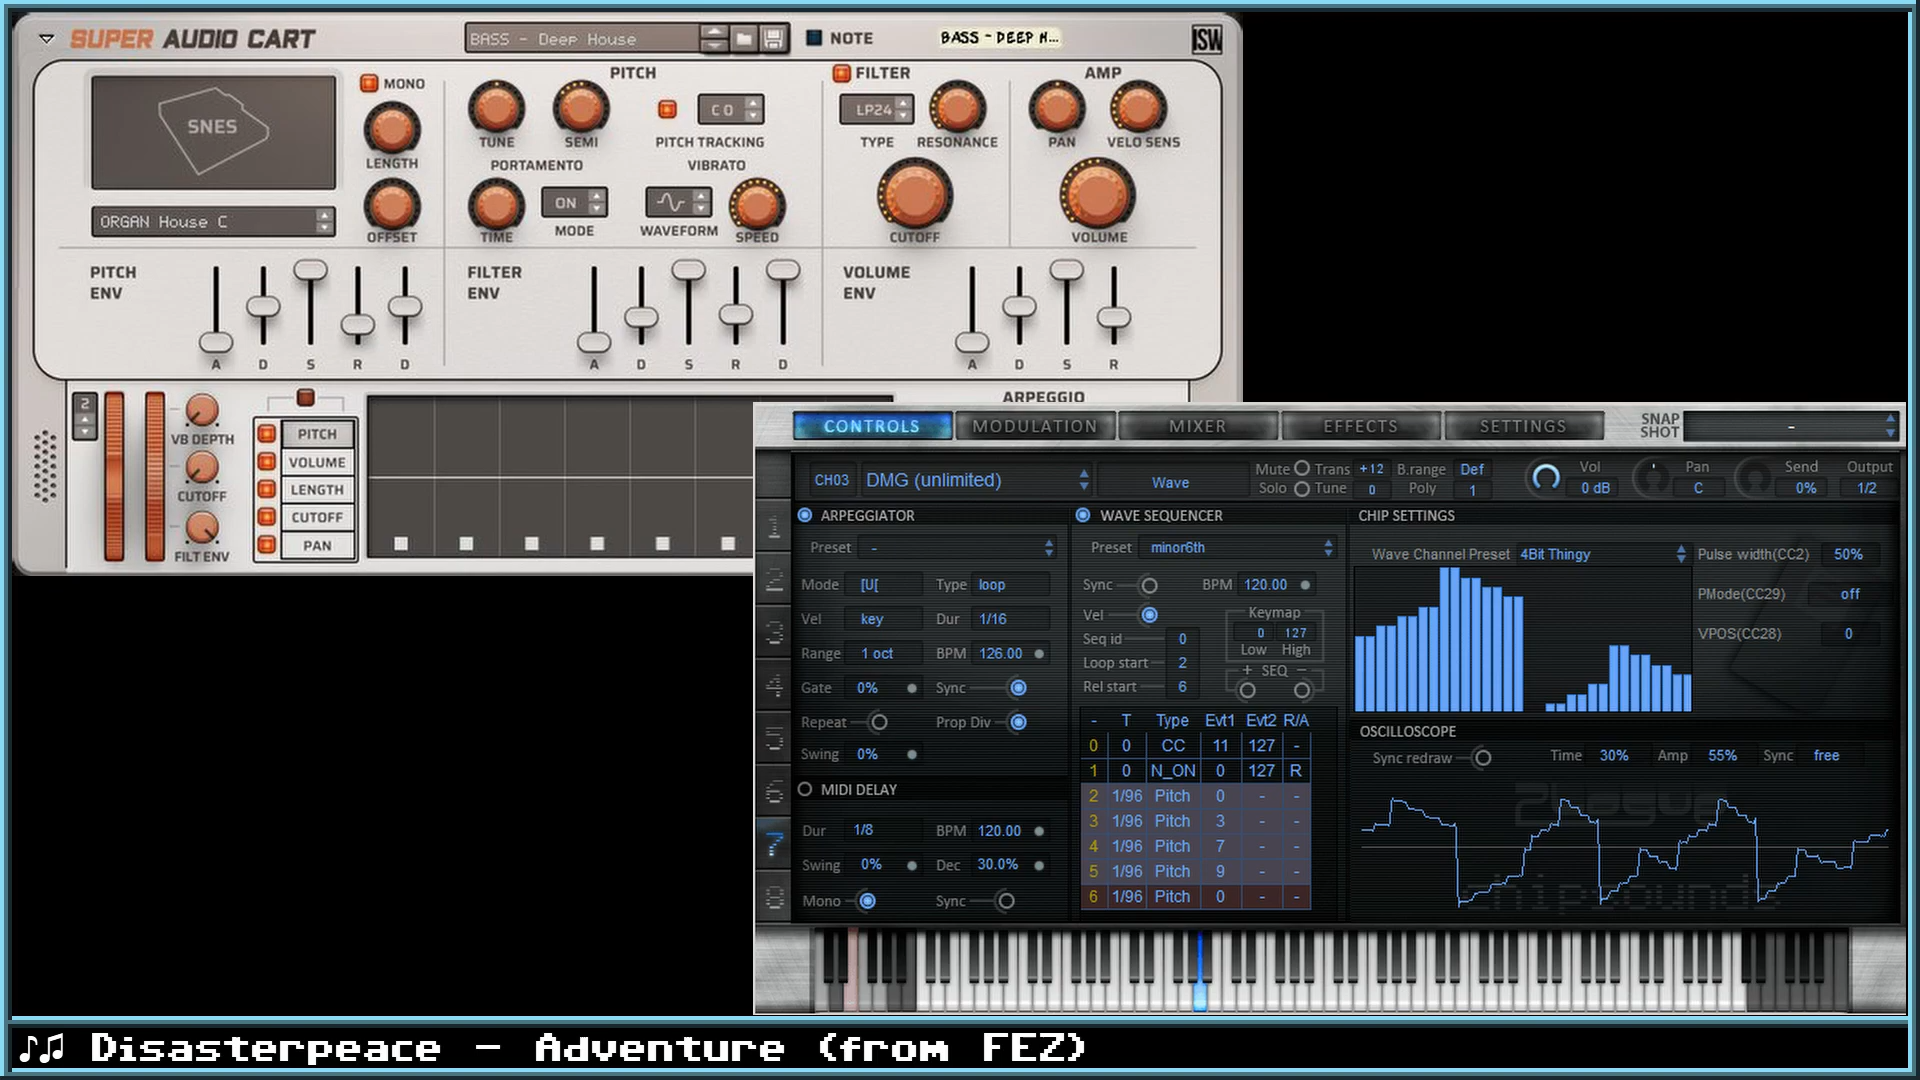 SUPER AUDIO CART
BASS - Deep House
NOTE
BASS - DEEP H...
ISW
SNES
MONO
LENGTH
ORGAN House C
OFFSET
PITCH
TUNE
SEMI
C 0
PITCH TRACKING
PORTAMENTO
VIBRATO
ON
TIME
MODE
WAVEFORM
SPEED
FILTER
LP24
TYPE
RESONANCE
CUTOFF
AMP
PAN
VELO SENS
VOLUME
PITCH
ENV
A D S R D
FILTER
ENV
A D S R D
VOLUME
ENV
A D S R
2
VB DEPTH
CUTOFF
FILT ENV
PITCH
VOLUME
LENGTH
CUTOFF
PAN
ARPEGGIO
CONTROLS MODULATION MIXER EFFECTS SETTINGS
SNAP
SHOT
-
CH03 DMG (unlimited) Wave
Mute Trans +12 B.range Def
Solo Tune 0 Poly 1
Vol
0 dB
Pan
C
Send
0%
Output
1/2
1
2
3
4
5
6
7
8
ARPEGGIATOR
Preset -
Mode [U[ Type loop
Vel key Dur 1/16
Range 1 oct BPM 126.00
Gate 0% Sync
Repeat Prop Div
Swing 0%
MIDI DELAY
Dur 1/8 BPM 120.00
Swing 0% Dec 30.0%
Mono Sync
WAVE SEQUENCER
Preset minor6th
Sync BPM 120.00
Vel
Keymap
0 127
Low High
Seq id 0
Loop start 2
Rel start 6
+ SEQ -
- T Type Evt1 Evt2 R/A
0 0 CC 11 127 -
1 0 N_ON 0 127 R
2 1/96 Pitch 0 - -
3 1/96 Pitch 3 - -
4 1/96 Pitch 7 - -
5 1/96 Pitch 9 - -
6 1/96 Pitch 0 - -
CHIP SETTINGS
Wave Channel Preset 4Bit Thingy
Pulse width(CC2) 50%
PMode(CC29) off
VPOS(CC28) 0
OSCILLOSCOPE
Sync redraw Time 30% Amp 55% Sync free
chipsounds
♪♫ Disasterpeace - Adventure (from FEZ)